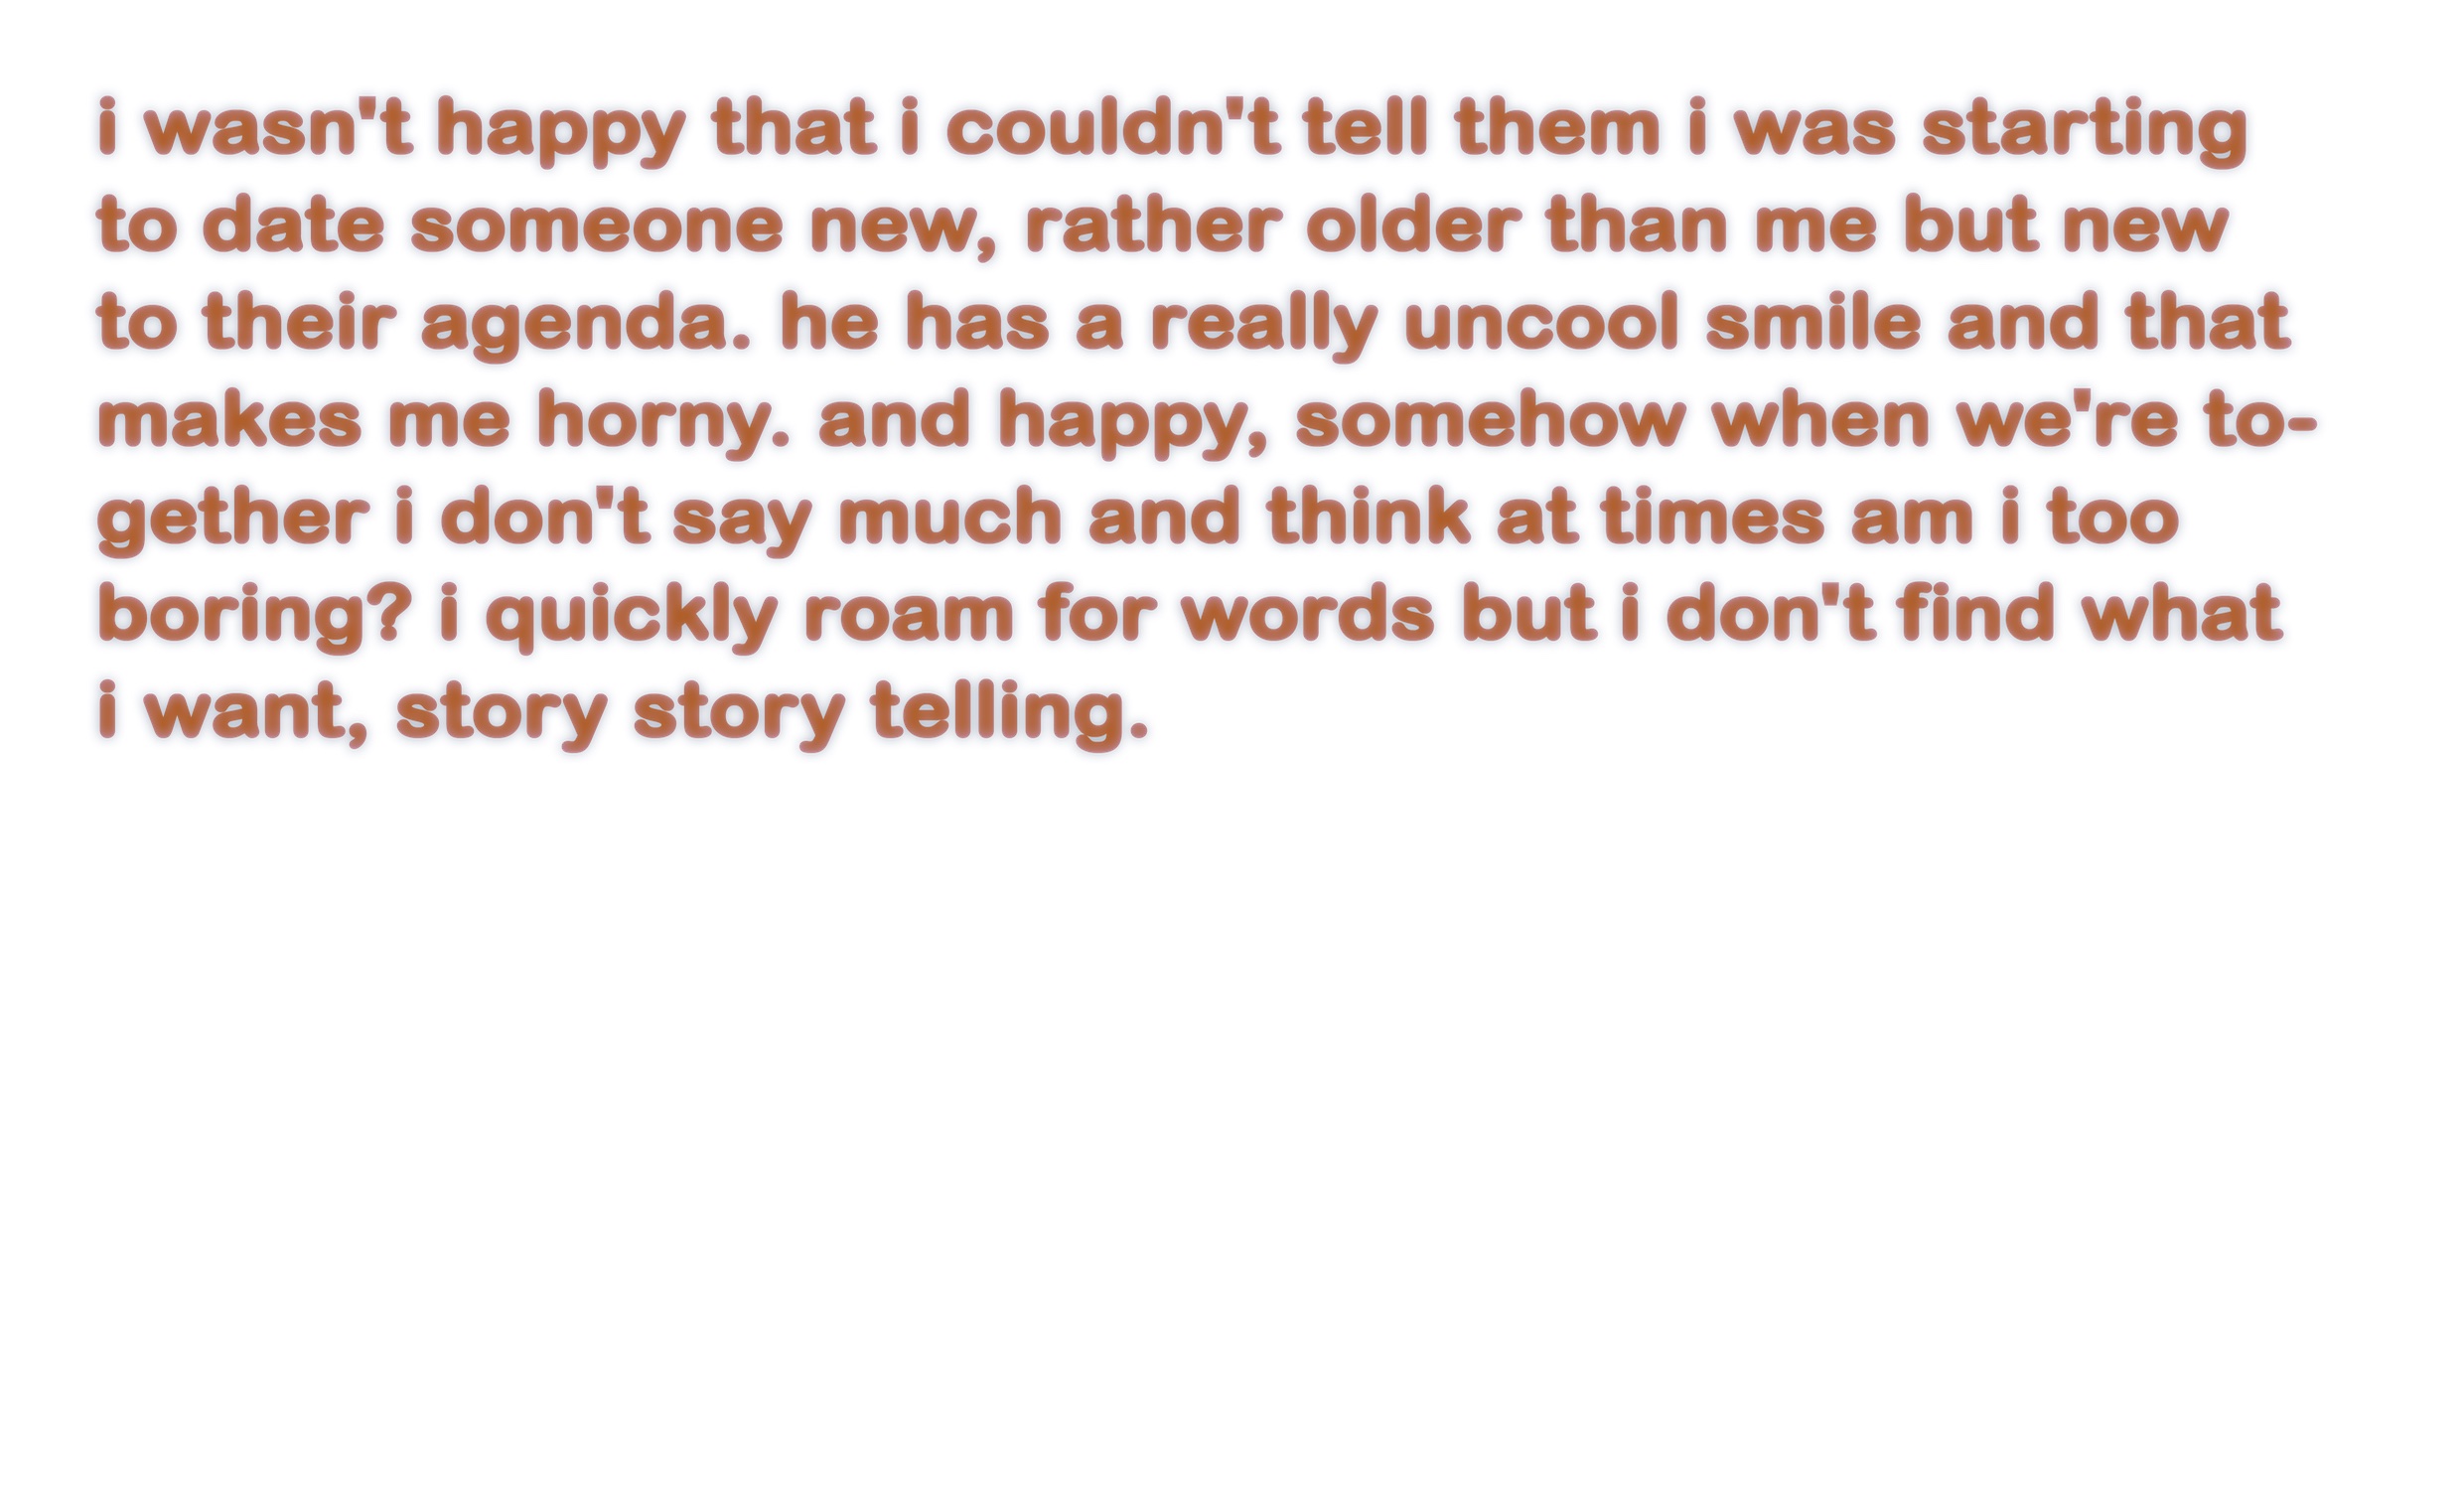 i wasn't happy that i couldn't tell them i was starting
to date someone new, rather older than me but new
to their agenda. he has a really uncool smile and that
makes me horny. and happy, somehow when we're to-
gether i don't say much and think at times am i too
boring? i quickly roam for words but i don't find what
i want, story story telling.